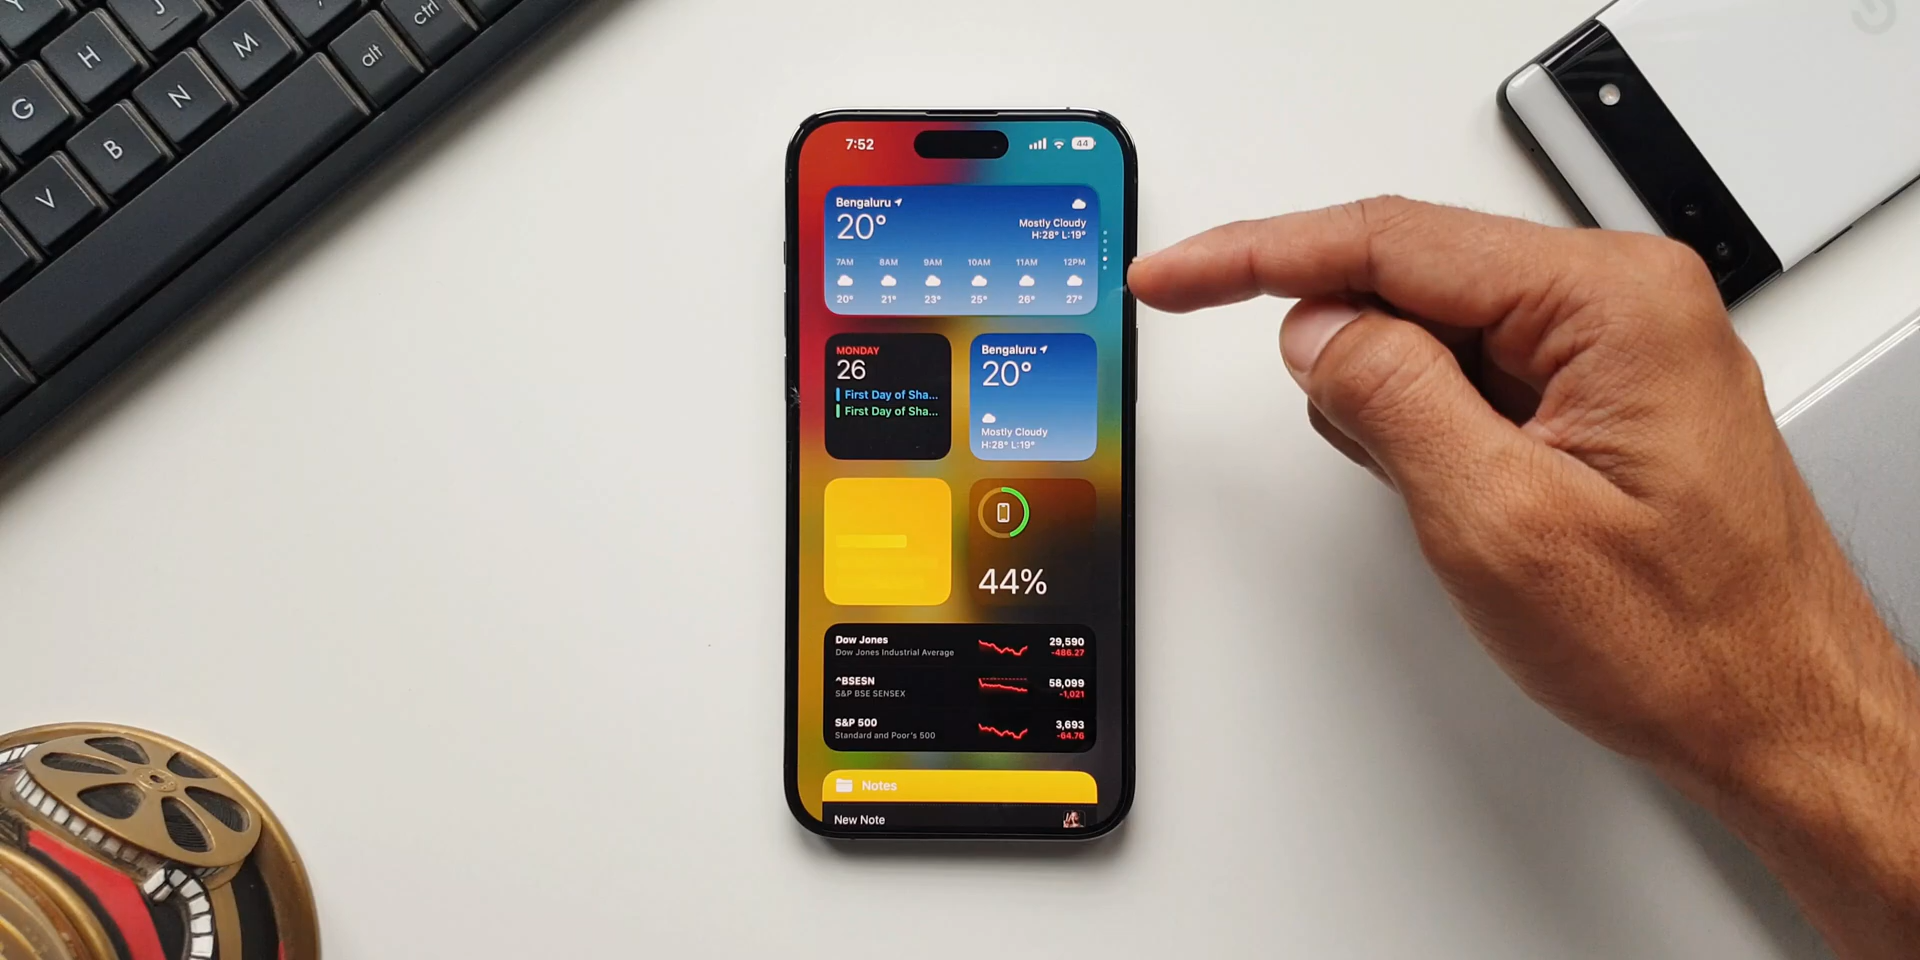 Y
J
ctrl
H
M
alt
G
N
B
V
7:52
44
Bengaluru
20°
Mostly Cloudy
H:28° L:19°
7AM 8AM 9AM 10AM 11AM 12PM
20° 21° 23° 25° 26° 27°
MONDAY
26
First Day of Sha...
First Day of Sha...
Bengaluru
20°
Mostly Cloudy
H:28° L:19°
44%
Dow Jones 29,590
Dow Jones Industrial Average -486.27
^BSESN 58,099
S&P BSE SENSEX -1,021
S&P 500 3,693
Standard and Poor's 500 -64.76
Notes
New Note